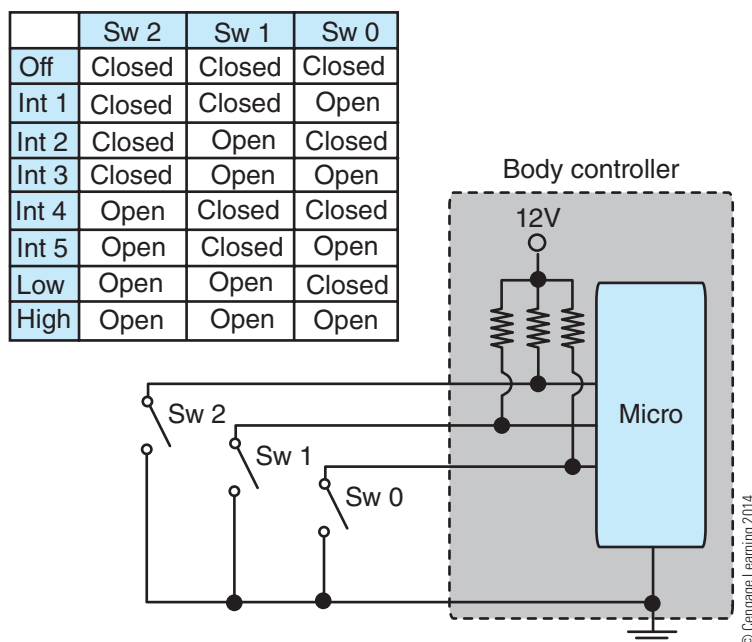 Sw 2 Sw 1 Sw 0
Off Closed Closed Closed
Int 1 Closed Closed Open
Int 2 Closed Open Closed
Int 3 Closed Open Open
Int 4 Open Closed Closed
Int 5 Open Closed Open
Low Open Open Closed
High Open Open Open
Body controller
12V
Micro
Sw 2
Sw 1
Sw 0
© Cengage Learning 2014